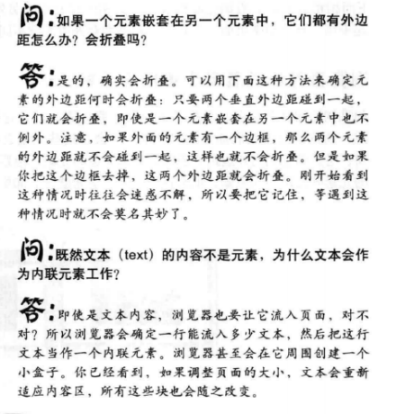 问:如果一个元素嵌套在另一个元素中，它们都有外边
距怎么办？会折叠吗？
答:是的，确实会折叠。可以用下面这种方法来确定元
素的外边距何时会折叠：只要两个垂直外边距碰到一起，
它们就会折叠，即使是一个元素嵌套在另一个元素中也不
例外。注意，如果外面的元素有一个边框，那么两个元素
的外边距就不会碰到一起，这样也就不会折叠。但是如果
你把这个边框去掉，这两个外边距就会折叠。刚开始看到
这种情况时往往会迷惑不解，所以要把它记住，等遇到这
种情况时就不会莫名其妙了。
问:既然文本（text）的内容不是元素，为什么文本会作
为内联元素工作？
答:即使是文本内容，浏览器也要让它流入页面，对不
对？所以浏览器会确定一行能流入多少文本，然后把这行
文本当作一个内联元素。浏览器甚至会在它周围创建一个
小盒子。你已经看到，如果调整页面的大小，文本会重新
适应内容区，所有这些块也会随之改变。